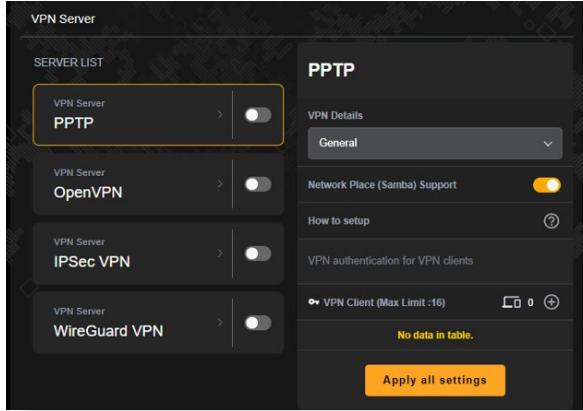 VPN Server
SERVER LIST
VPN Server
PPTP
VPN Server
OpenVPN
VPN Server
IPSec VPN
VPN Server
WireGuard VPN
PPTP
VPN Details
General
Network Place (Samba) Support
How to setup
VPN authentication for VPN clients
VPN Client (Max Limit :16) 0
No data in table.
Apply all settings